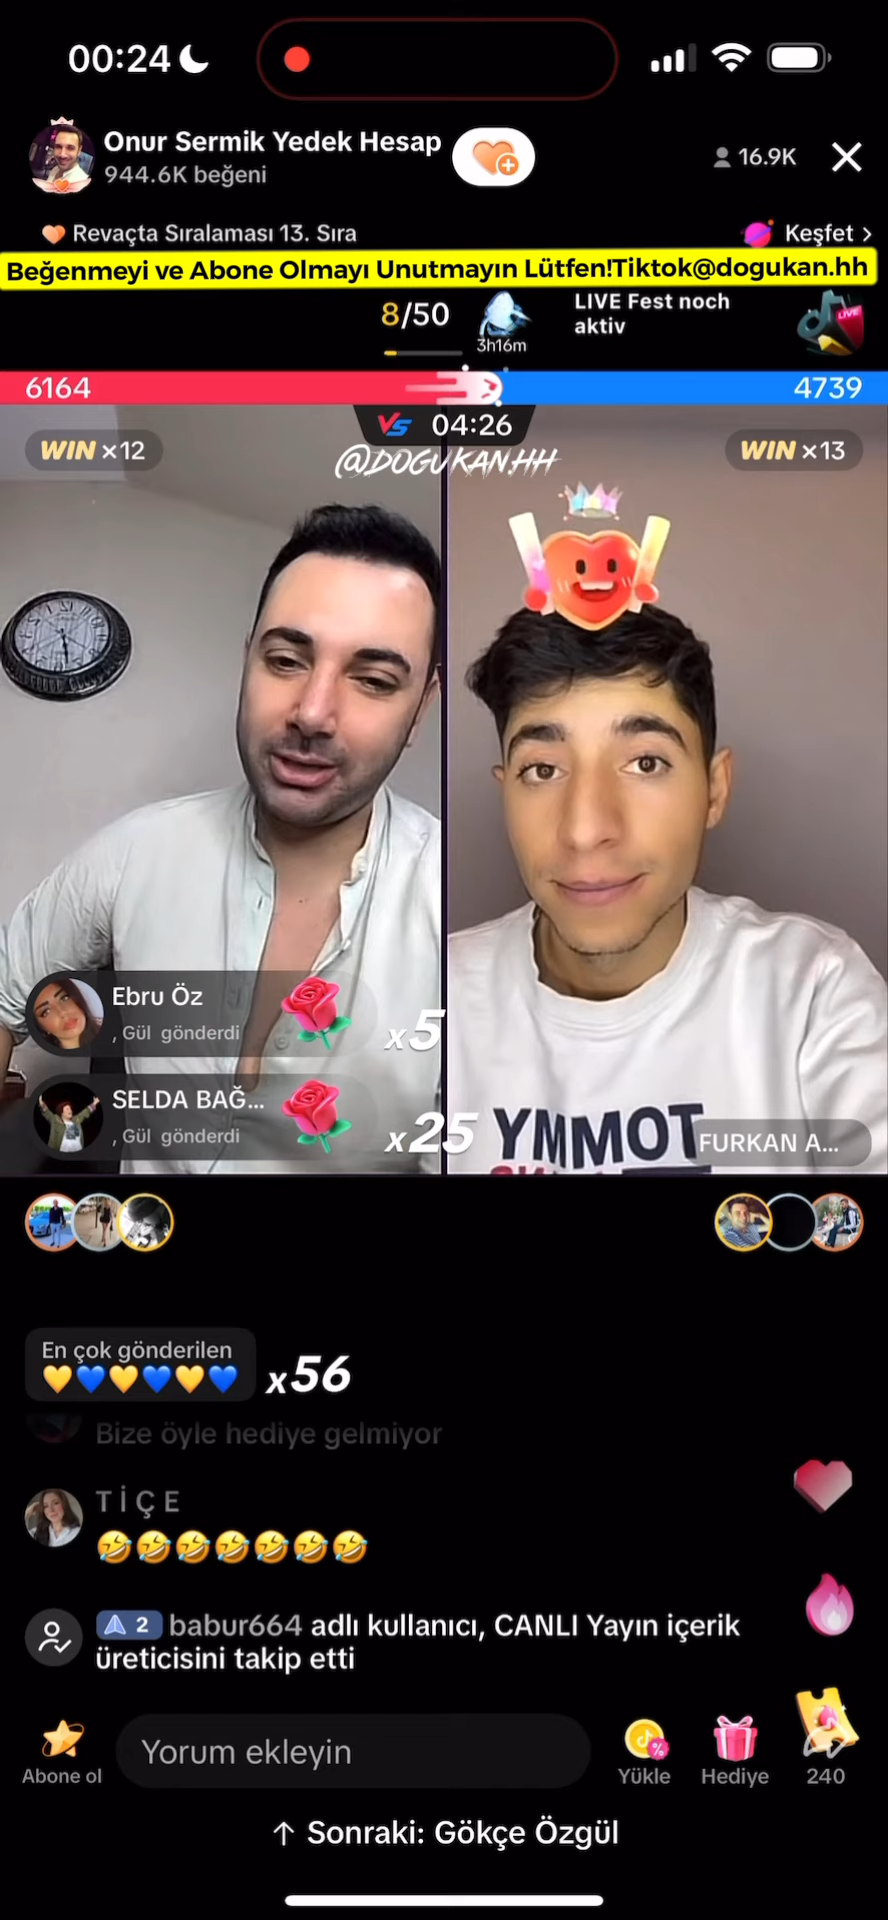 00:24
Onur Sermik Yedek Hesap
944.6K beğeni
16.9K
Revaçta Sıralaması 13. Sıra
Keşfet >
Beğenmeyi ve Abone Olmayı Unutmayın Lütfen!Tiktok@dogukan.hh
8/50
3h16m
LIVE Fest noch
aktiv
LIVE
6164
4739
VS 04:26
WIN x12
WIN x13
@DOGUKAN.HH
Ebru Öz
, Gül gönderdi
x5
SELDA BAĞ...
, Gül gönderdi
x25
YMMOT
FURKAN A...
En çok gönderilen
💛💙💛💙💛💙
x56
Bize öyle hediye gelmiyor
T İ Ç E
🤣🤣🤣🤣🤣🤣🤣
2 babur664 adlı kullanıcı, CANLI Yayın içerik
üreticisini takip etti
Abone ol
Yorum ekleyin
Yükle
Hediye
240
↑ Sonraki: Gökçe Özgül